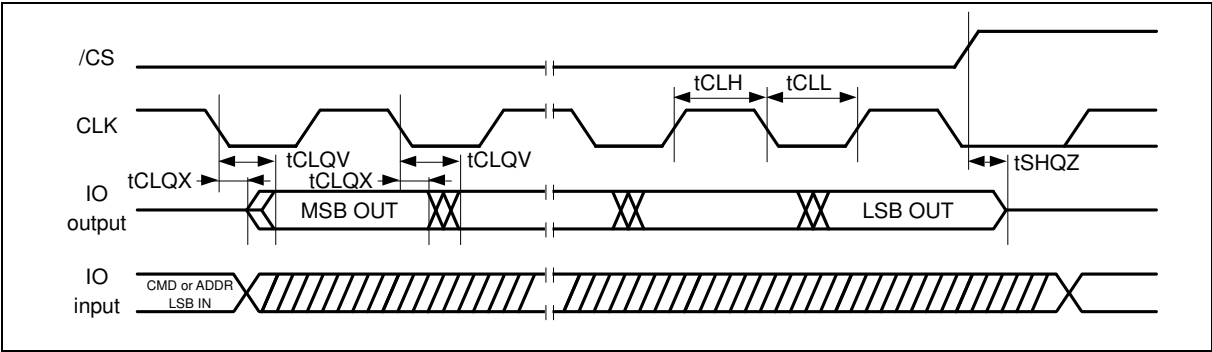 /CS
tCLH
tCLL
CLK
tCLQV
tCLQV
tSHQZ
tCLQX
tCLQX
IO
output
MSB OUT
LSB OUT
IO
input
CMD or ADDR
LSB IN